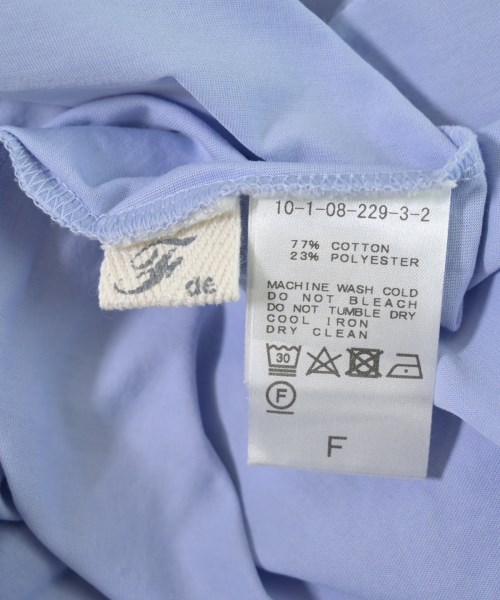 10-1-08-229-3-2
77% COTTON
23% POLYESTER
MACHINE WASH COLD
DO NOT BLEACH
DO NOT TUMBLE DRY
COOL IRON
DRY CLEAN
30
F
F
F
de